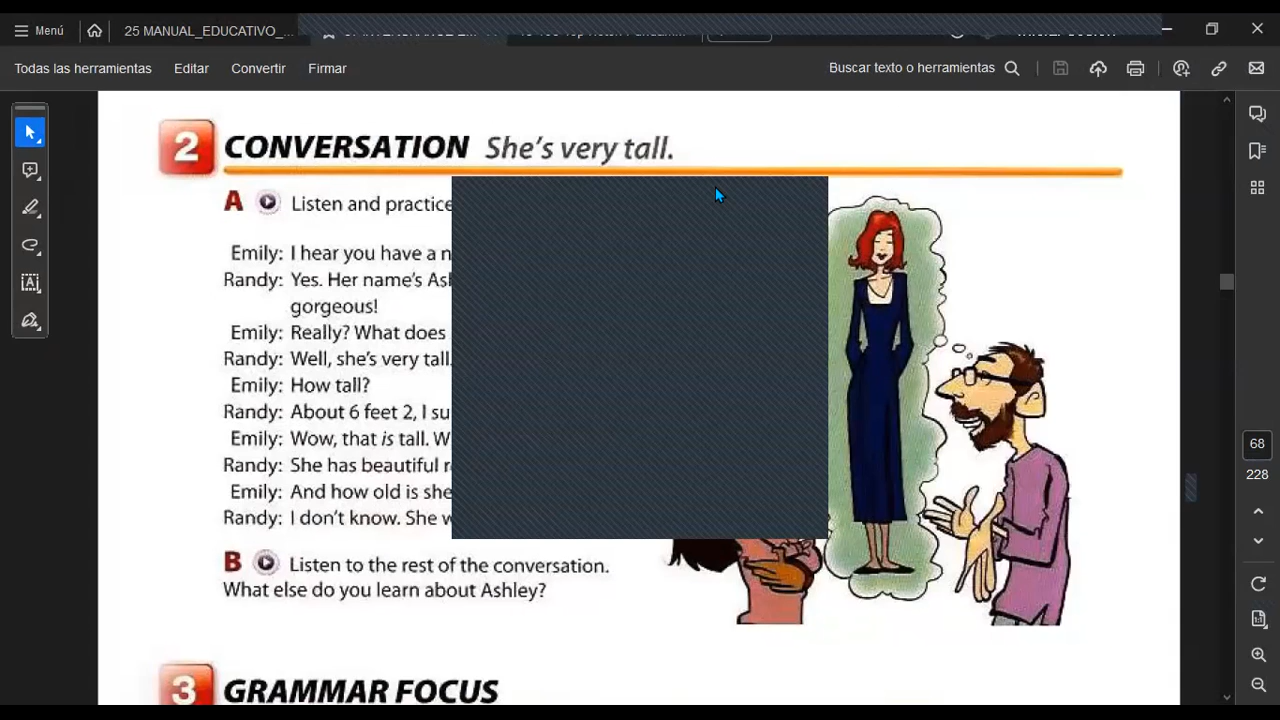 Menú
25 MANUAL_EDUCATIVO_...
Todas las herramientas Editar Convertir Firmar
Buscar texto o herramientas
2 CONVERSATION She's very tall.
A Listen and practice
Emily: I hear you have a
Randy: Yes. Her name's
gorgeous!
Emily: Really? What does
Randy: Well, she's very tall.
Emily: How tall?
Randy: About 6 feet 2, I
Emily: Wow, that is tall.
Randy: She has beautiful
Emily: And how old is she
Randy: I don't know. She
B Listen to the rest of the conversation.
What else do you learn about Ashley?
3 GRAMMAR FOCUS
68
228